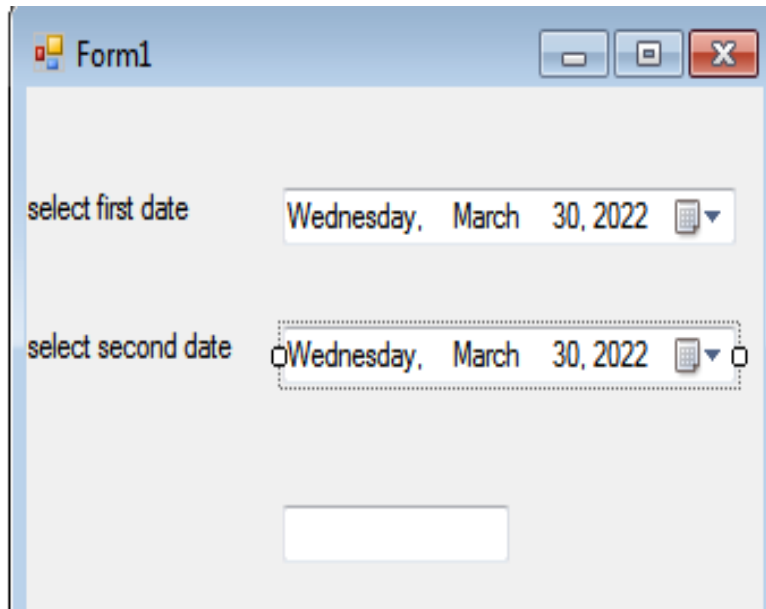 Form1
select first date
Wednesday, March 30, 2022
select second date
Wednesday, March 30, 2022